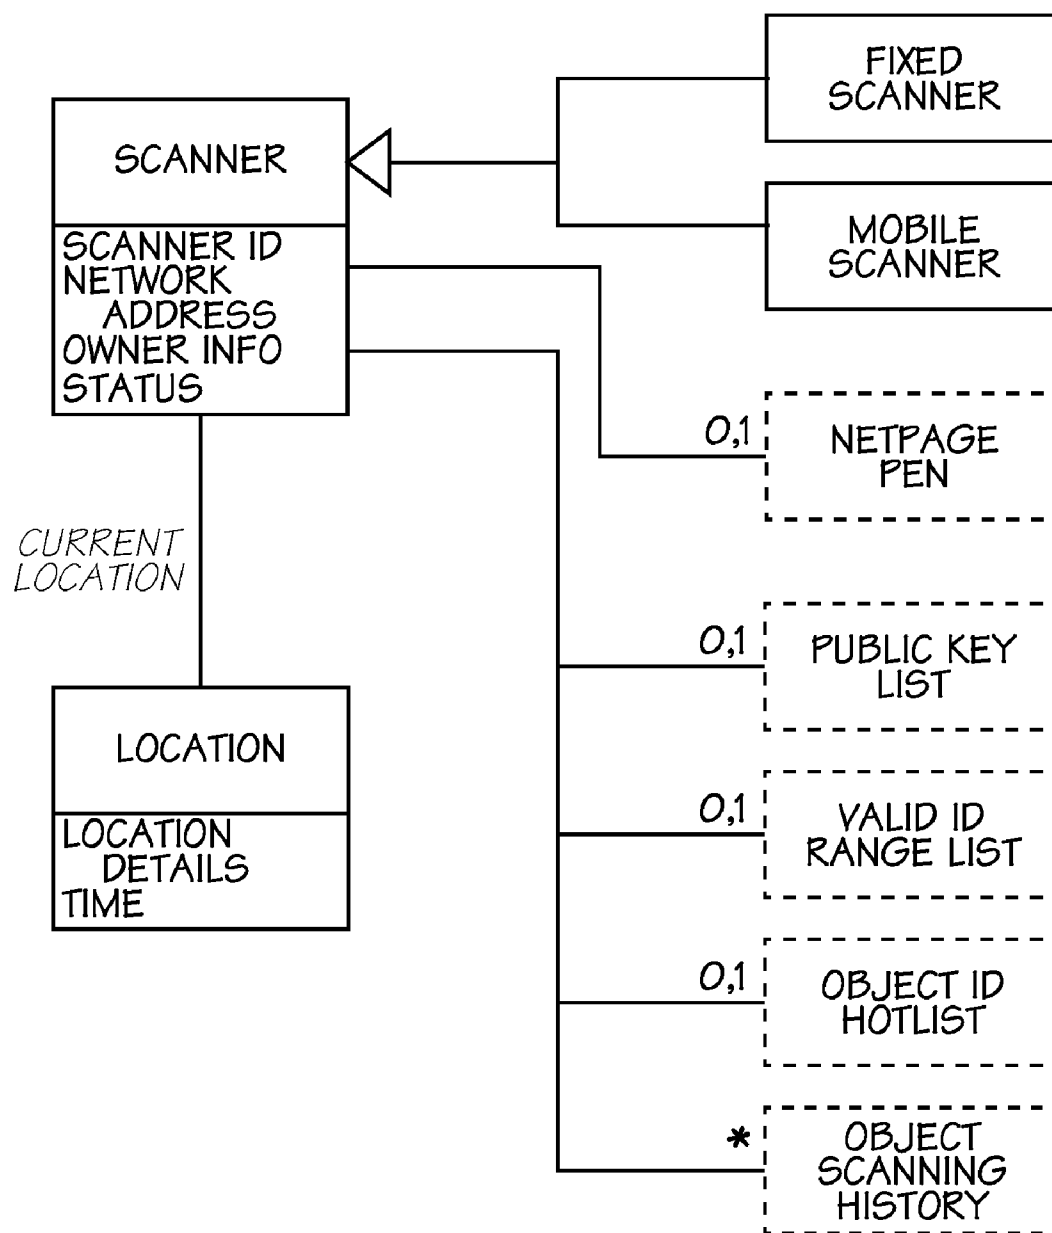 FIXED
SCANNER
SCANNER
SCANNER ID
NETWORK
ADDRESS
OWNER INFO
STATUS
MOBILE
SCANNER
0,1
NETPAGE
PEN
CURRENT
LOCATION
0,1
PUBLIC KEY
LIST
LOCATION
LOCATION
DETAILS
TIME
0,1
VALID ID
RANGE LIST
0,1
OBJECT ID
HOTLIST
*
OBJECT
SCANNING
HISTORY